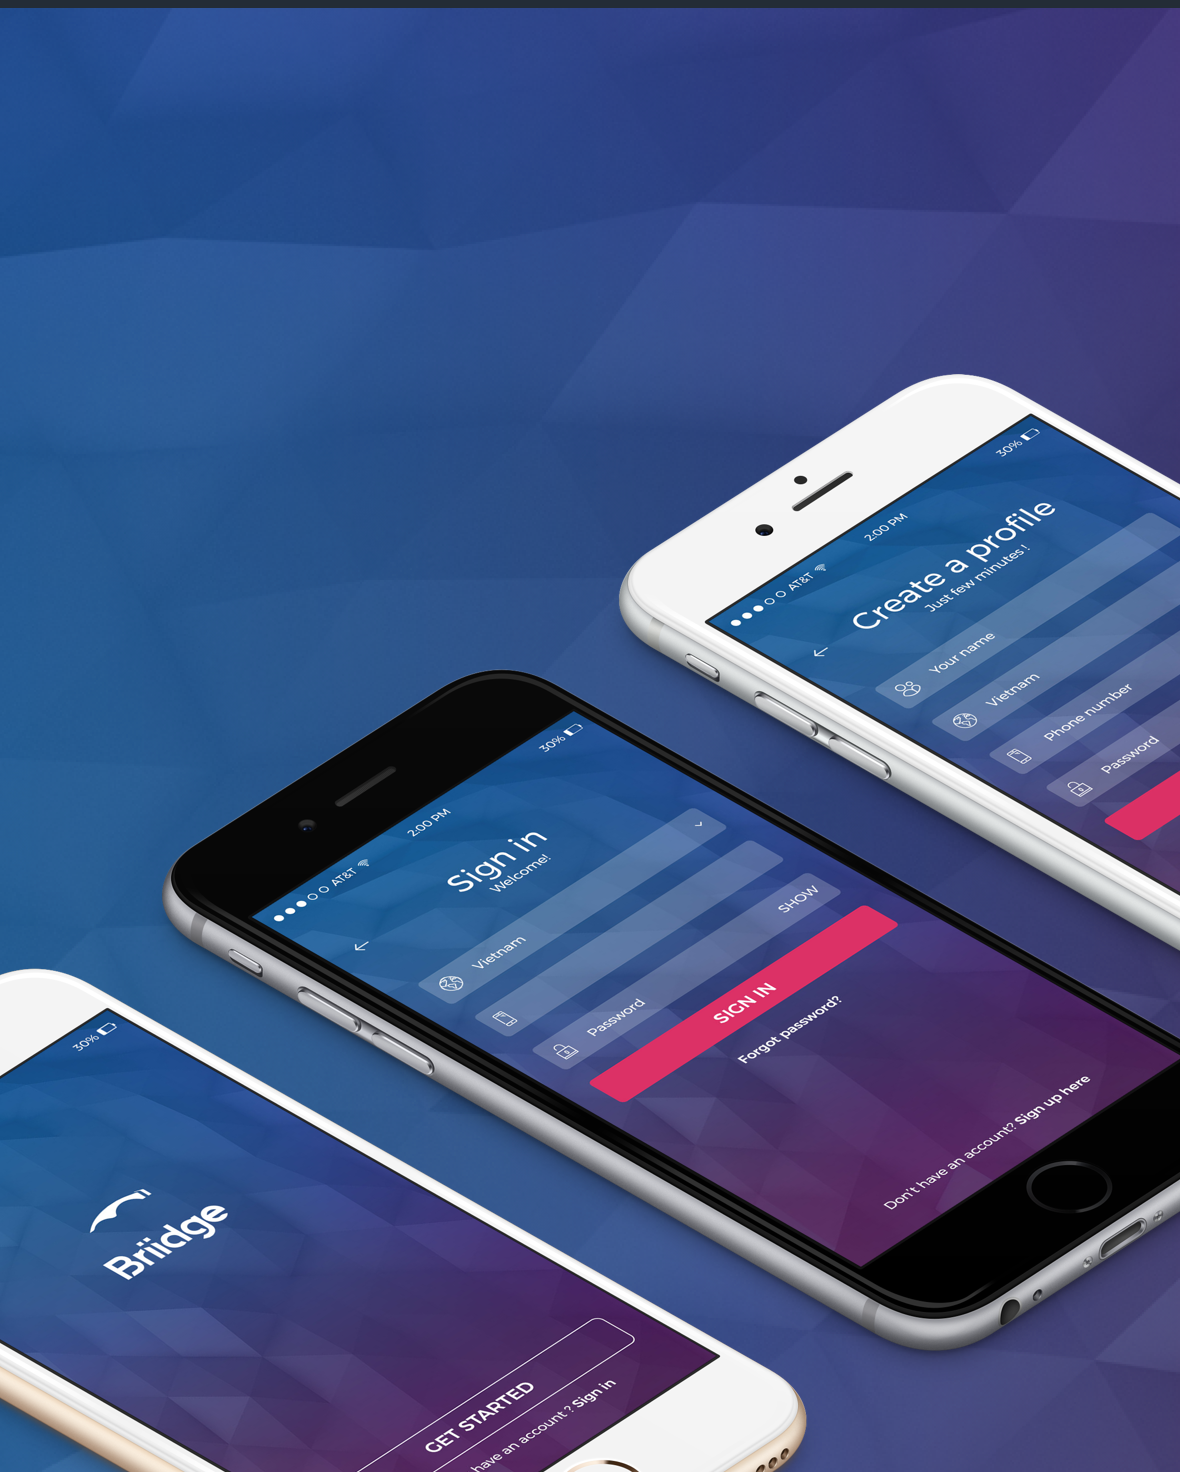 30%
2:00 PM
AT&T
Create a profile
Just few minutes !
Your name
Vietnam
Phone number
Password
30%
2:00 PM
AT&T
Sign in
Welcome!
Vietnam
Password
SHOW
SIGN IN
Forgot password?
Don't have an account? Sign up here
30%
Briidge
GET STARTED
have an account ? Sign in